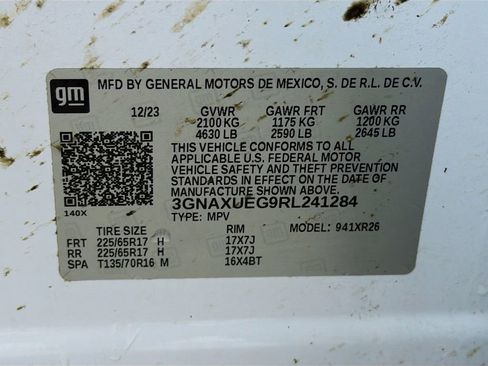 gm
MFD BY GENERAL MOTORS DE MEXICO, S. DE R.L. DE C.V.
12/23 GVWR GAWR FRT GAWR RR
2100 KG 1175 KG 1200 KG
4630 LB 2590 LB 2645 LB
THIS VEHICLE CONFORMS TO ALL
APPLICABLE U.S. FEDERAL MOTOR
VEHICLE SAFETY AND THEFT PREVENTION
STANDARDS IN EFFECT ON THE DATE OF
MANUFACTURE SHOWN ABOVE.
3GNAXUEG9RL241284
140X
TYPE: MPV
TIRE SIZE RIM MODEL: 941XR26
FRT 225/65R17 H 17X7J
RR 225/65R17 H 17X7J
SPA T135/70R16 M 16X4BT